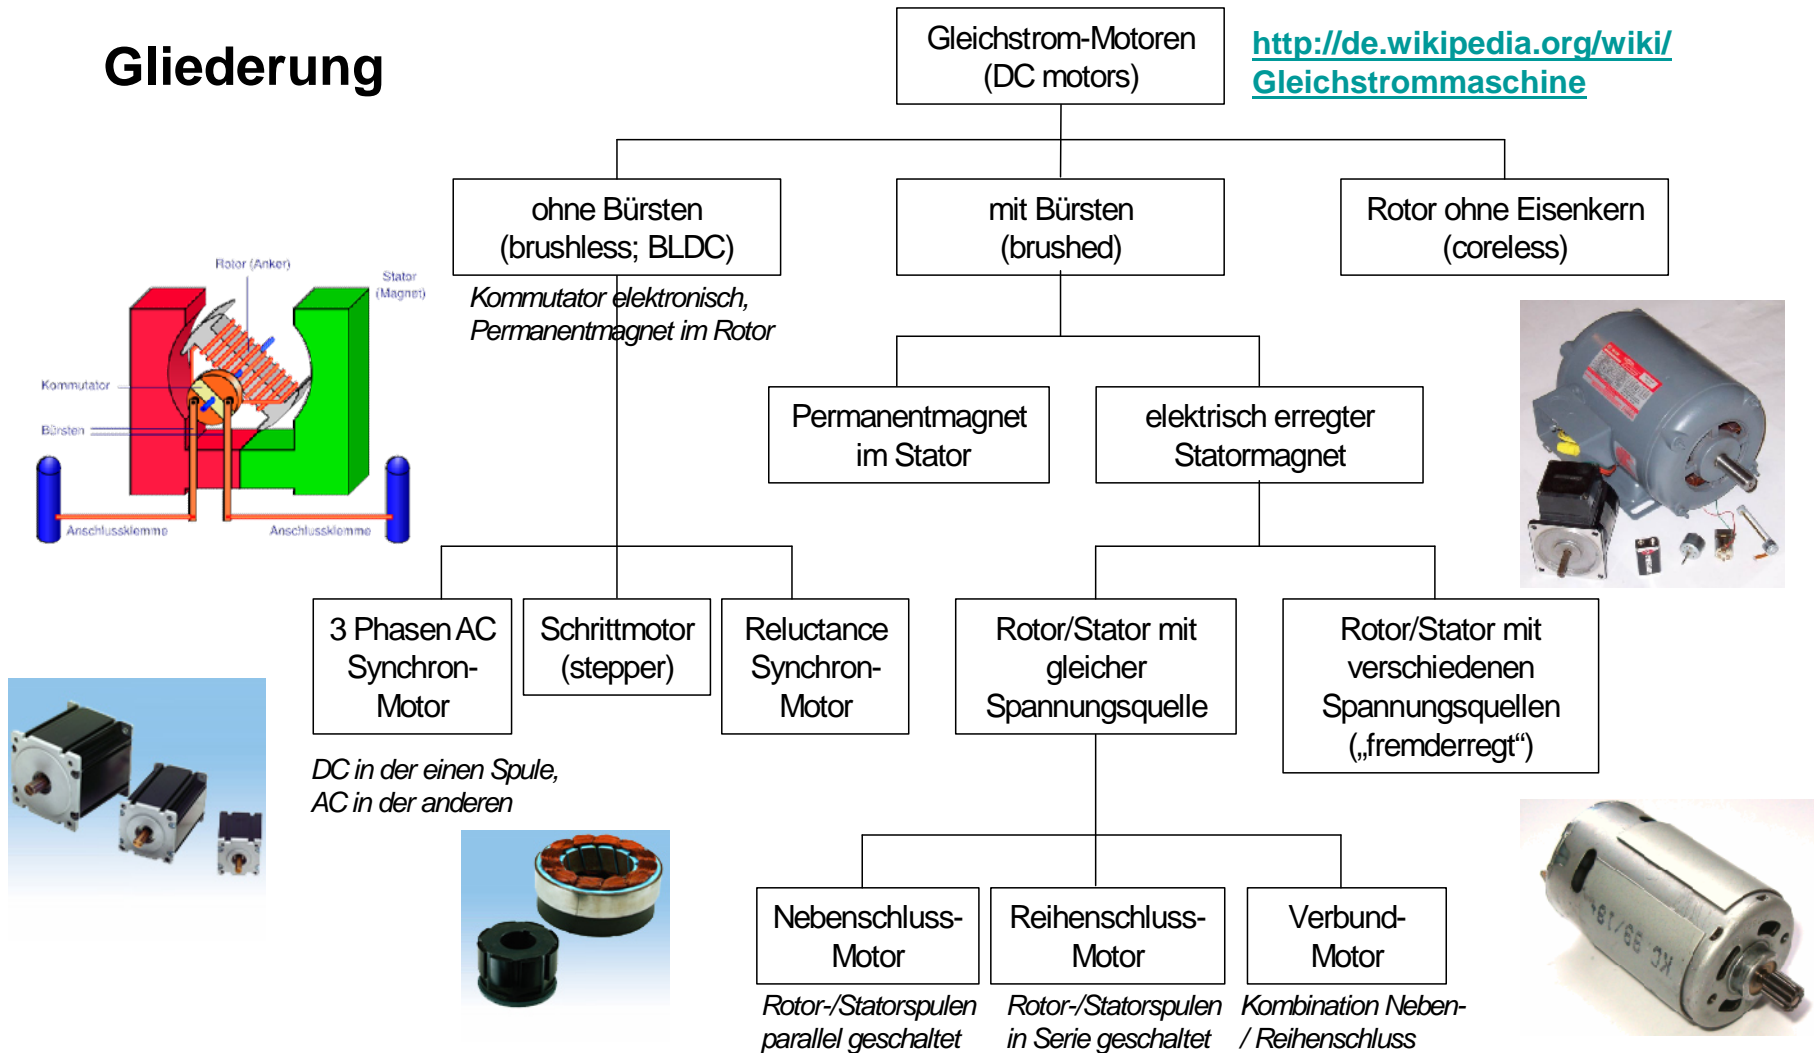 Gliederung
Gleichstrom-Motoren
(DC motors)
http://de.wikipedia.org/wiki/
Gleichstrommaschine
ohne Bürsten
(brushless; BLDC)
mit Bürsten
(brushed)
Rotor ohne Eisenkern
(coreless)
Kommutator elektronisch,
Permanentmagnet im Rotor
Rotor (Anker)
Stator
(Magnet)
Kommutator
Bürsten
Anschlussklemme
Anschlussklemme
Permanentmagnet
im Stator
elektrisch erregter
Statormagnet
3 Phasen AC
Synchron-
Motor
Schrittmotor
(stepper)
Reluctance
Synchron-
Motor
Rotor/Stator mit
gleicher
Spannungsquelle
Rotor/Stator mit
verschiedenen
Spannungsquellen
(„fremderregt“)
DC in der einen Spule,
AC in der anderen
Nebenschluss-
Motor
Reihenschluss-
Motor
Verbund-
Motor
Rotor-/Statorspulen
parallel geschaltet
Rotor-/Statorspulen
in Serie geschaltet
Kombination Neben-
/ Reihenschluss